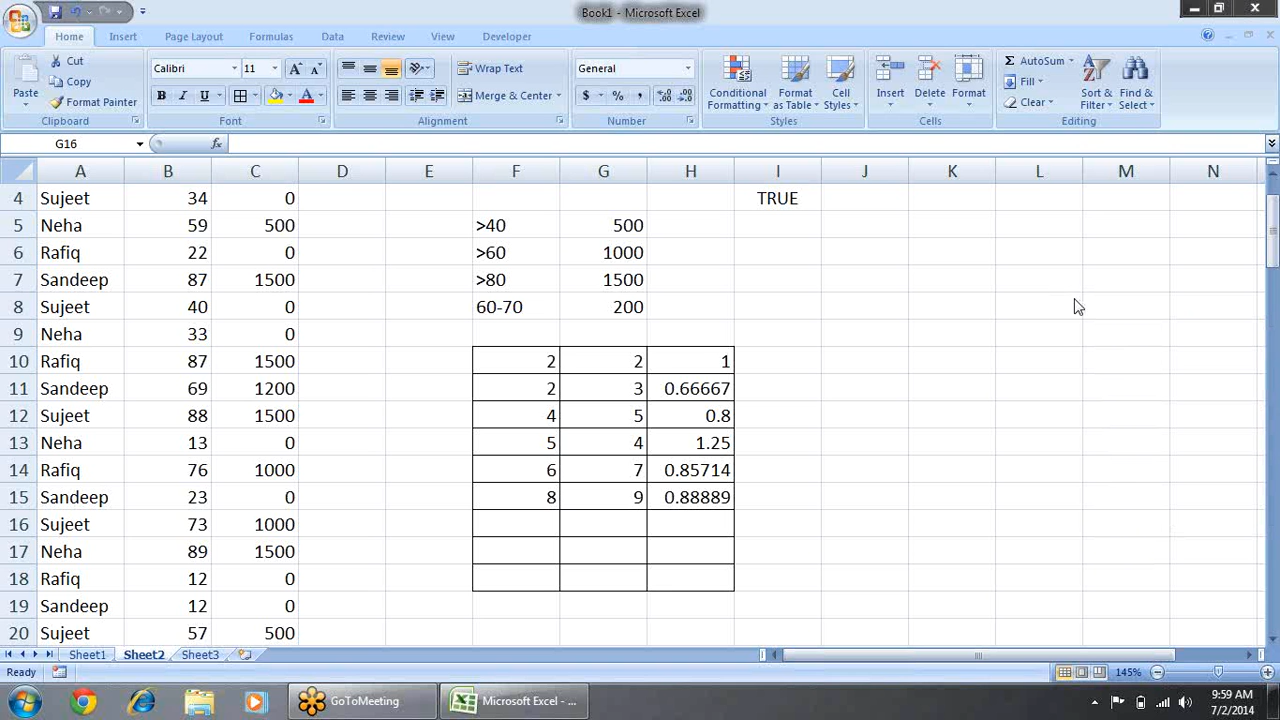 Book1 - Microsoft Excel
Home Insert Page Layout Formulas Data Review View Developer
Paste Cut Copy Format Painter Clipboard
Calibri 11 A A B I U A Font
Wrap Text Merge & Center Alignment
General $ % , Number
Conditional Formatting Format as Table Cell Styles Styles
Insert Delete Format Cells
Σ AutoSum Fill Clear Sort & Filter Find & Select Editing
G16 fx
A B C D E F G H I J K L M N
4 Sujeet 34 0 TRUE
5 Neha 59 500 >40 500
6 Rafiq 22 0 >60 1000
7 Sandeep 87 1500 >80 1500
8 Sujeet 40 0 60-70 200
9 Neha 33 0
10 Rafiq 87 1500 2 2 1
11 Sandeep 69 1200 2 3 0.66667
12 Sujeet 88 1500 4 5 0.8
13 Neha 13 0 5 4 1.25
14 Rafiq 76 1000 6 7 0.85714
15 Sandeep 23 0 8 9 0.88889
16 Sujeet 73 1000
17 Neha 89 1500
18 Rafiq 12 0
19 Sandeep 12 0
20 Sujeet 57 500
Sheet1 Sheet2 Sheet3
Ready 145%
GoToMeeting Microsoft Excel - ... 9:59 AM
7/2/2014